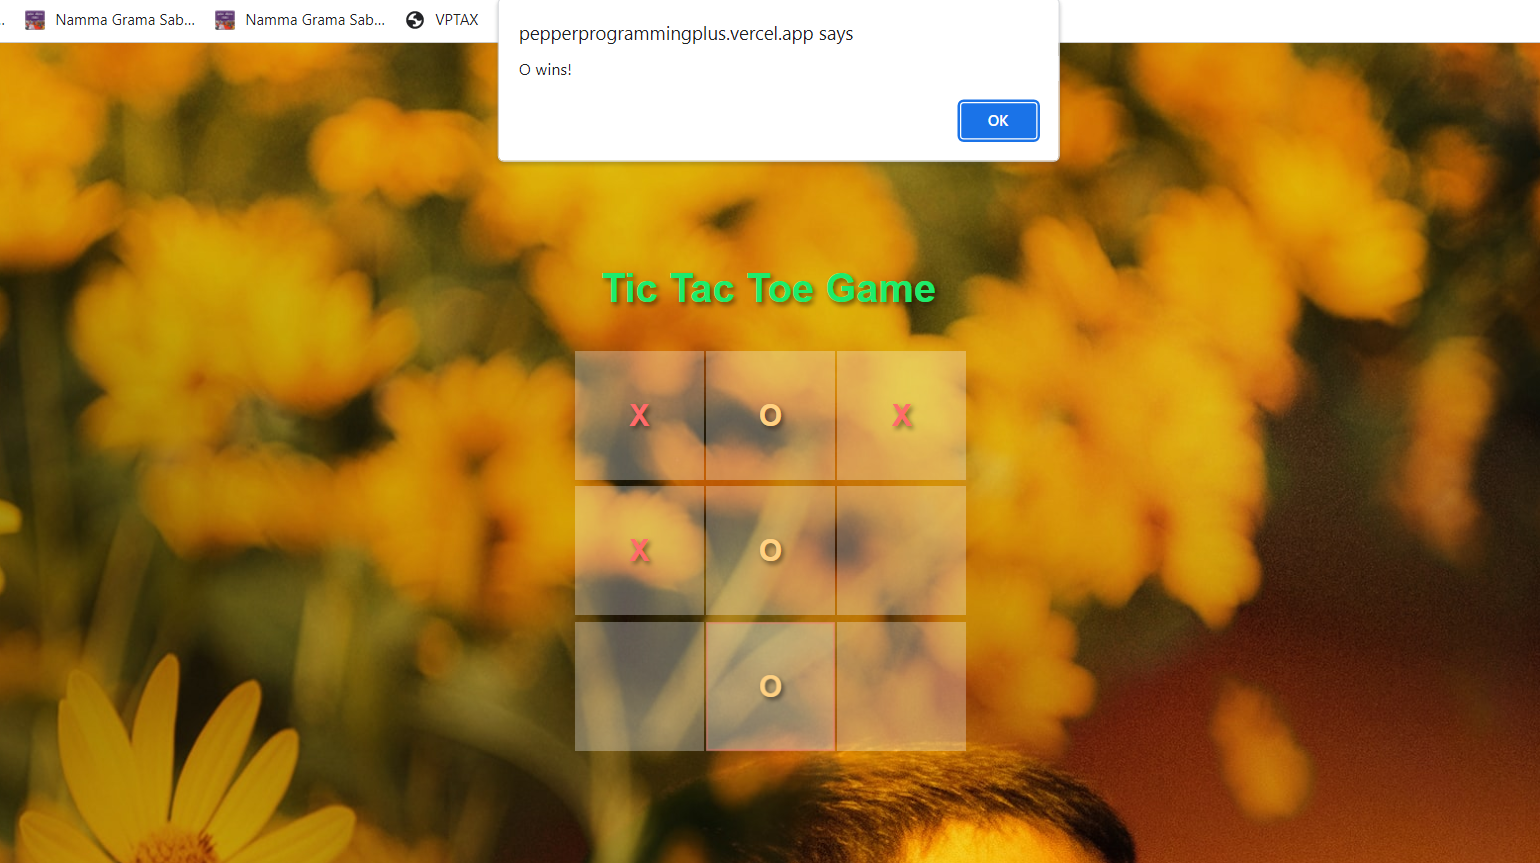 Namma Grama Sab... Namma Grama Sab... VPTAX
pepperprogrammingplus.vercel.app says
O wins!
OK
Tic Tac Toe Game
X O X
X O
O